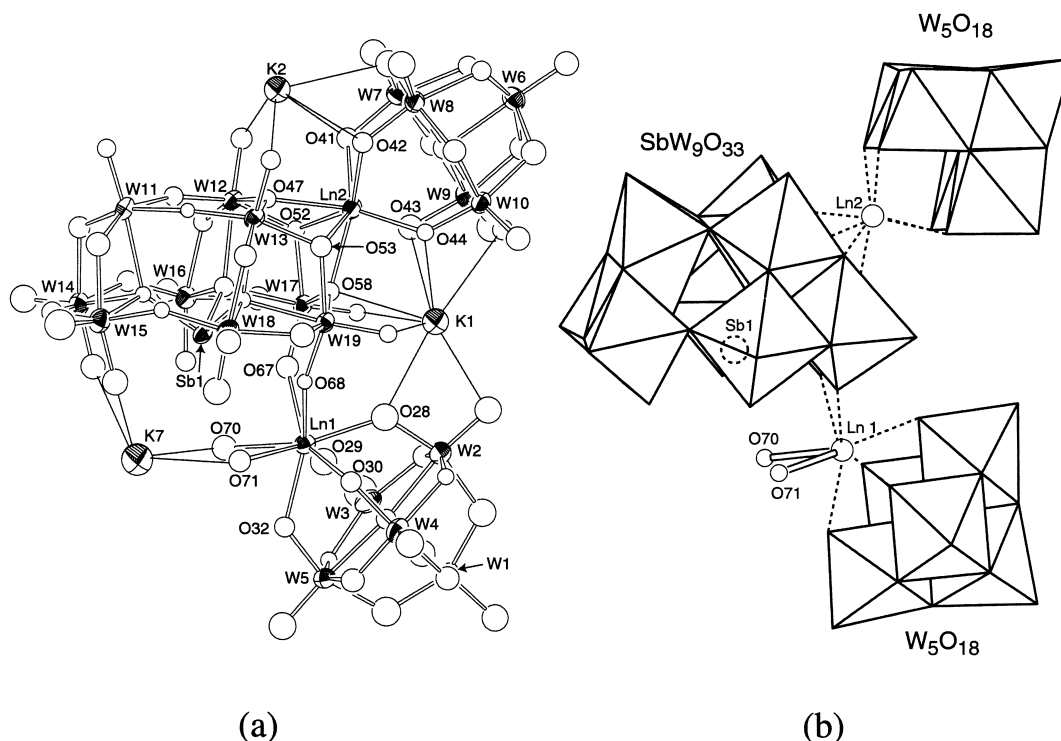 K2
W7
W8
W6
O41
O42
W11
W12
O47
Ln2
W9
W10
O52
O43
W13
O44
O53
W16
W17
O58
W14
W15
W18
W19
K1
Sb1
O67
O68
K7
O70
Ln1
O28
O71
O29
O30
W2
W3
O32
W4
W5
W1
(a)
W5O18
SbW9O33
Ln2
Sb1
Ln 1
O70
O71
W5O18
(b)